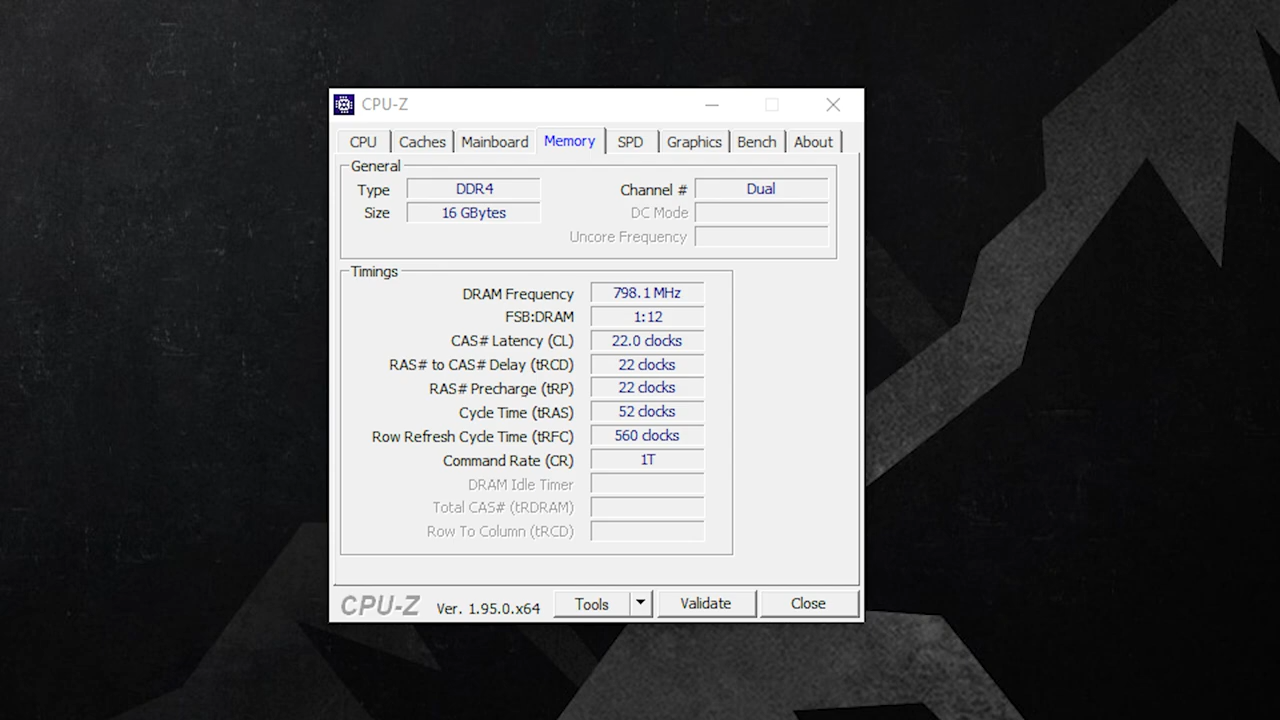 CPU-Z
CPU Caches Mainboard Memory SPD Graphics Bench About
General
Type DDR4 Channel # Dual
Size 16 GBytes DC Mode
Uncore Frequency
Timings
DRAM Frequency 798.1 MHz
FSB:DRAM 1:12
CAS# Latency (CL) 22.0 clocks
RAS# to CAS# Delay (tRCD) 22 clocks
RAS# Precharge (tRP) 22 clocks
Cycle Time (tRAS) 52 clocks
Row Refresh Cycle Time (tRFC) 560 clocks
Command Rate (CR) 1T
DRAM Idle Timer
Total CAS# (tRDRAM)
Row To Column (tRCD)
CPU-Z Ver. 1.95.0.x64 Tools Validate Close